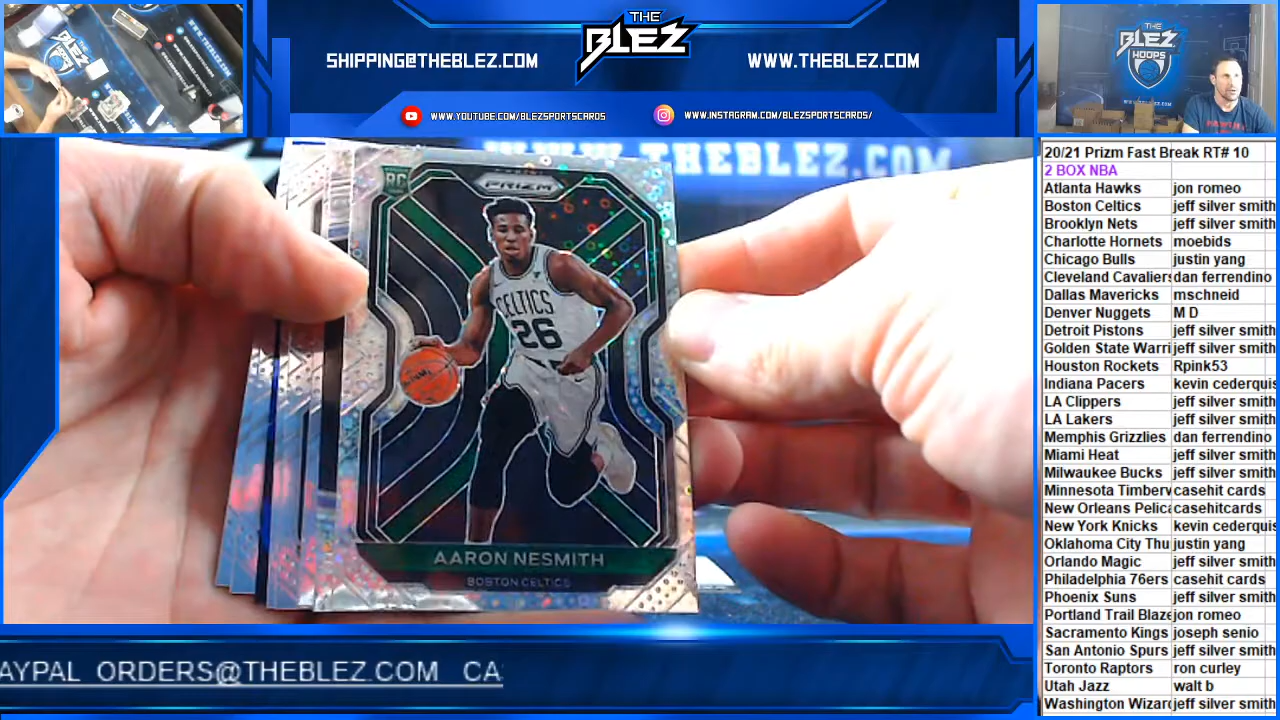 THE
BLEZ
SHIPPING@THEBLEZ.COM
WWW.THEBLEZ.COM
WWW.YOUTUBE.COM/BLEZSPORTSCARDS
WWW.INSTAGRAM.COM/BLEZSPORTSCARDS/
THE
BLEZ
HOOPS
WWW.THEBLEZ.COM
RC
PRIZM
CELTICS
26
AARON NESMITH
BOSTON CELTICS
AYPAL ORDERS@THEBLEZ.COM CA
20/21 Prizm Fast Break RT# 10
2 BOX NBA
Atlanta Hawks jon romeo
Boston Celtics jeff silver smith
Brooklyn Nets jeff silver smith
Charlotte Hornets moebids
Chicago Bulls justin yang
Cleveland Cavaliers dan ferrendino
Dallas Mavericks mschneid
Denver Nuggets M D
Detroit Pistons jeff silver smith
Golden State Warri jeff silver smith
Houston Rockets Rpink53
Indiana Pacers kevin cederquis
LA Clippers jeff silver smith
LA Lakers jeff silver smith
Memphis Grizzlies dan ferrendino
Miami Heat jeff silver smith
Milwaukee Bucks jeff silver smith
Minnesota Timberv casehit cards
New Orleans Pelica casehitcards
New York Knicks kevin cederquis
Oklahoma City Thu justin yang
Orlando Magic jeff silver smith
Philadelphia 76ers casehit cards
Phoenix Suns jeff silver smith
Portland Trail Blaze jon romeo
Sacramento Kings joseph senio
San Antonio Spurs jeff silver smith
Toronto Raptors ron curley
Utah Jazz walt b
Washington Wizard jeff silver smith